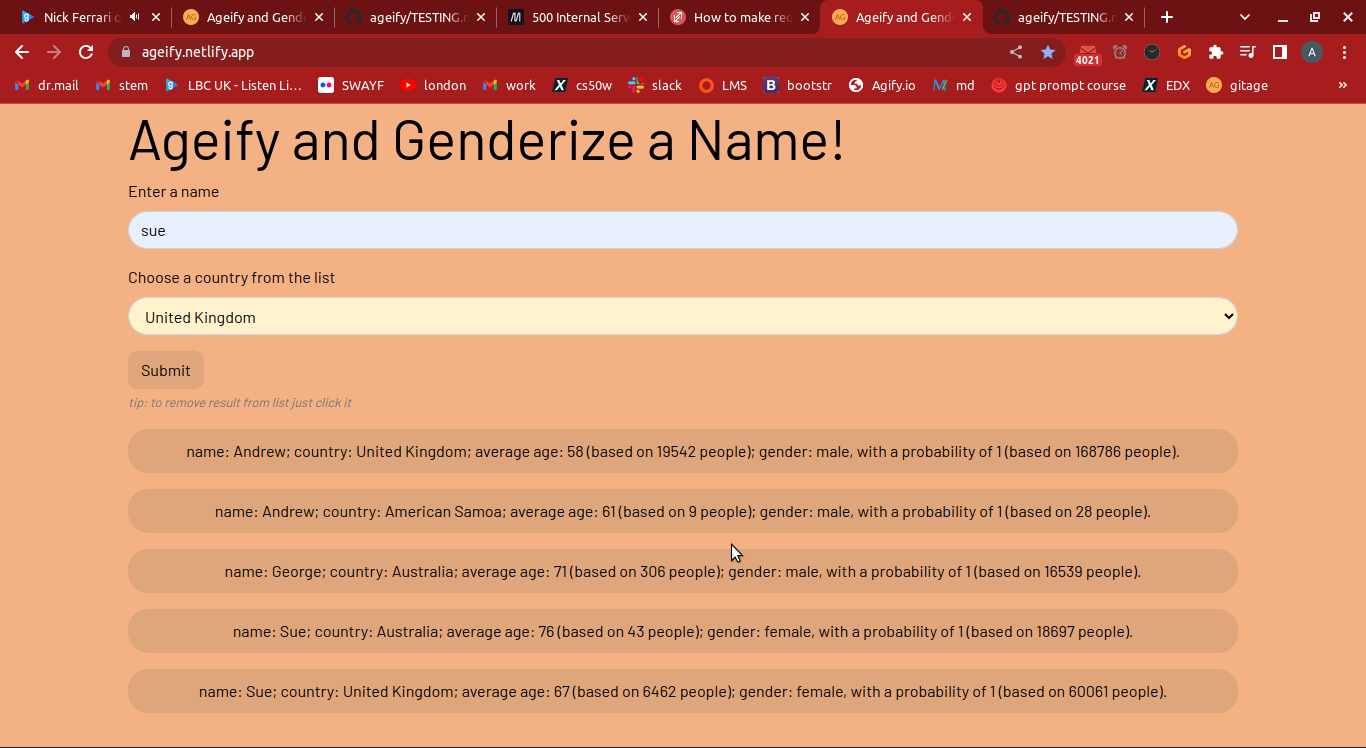 Nick Ferrari o
Ageify and Gend
ageify/TESTING.
500 Internal Serv
How to make rec
Ageify and Gend
ageify/TESTING.
ageify.netlify.app
A
4021
dr.mail
stem
LBC UK - Listen Li...
SWAYF
london
work
cs50w
slack
LMS
bootstr
Agify.io
md
gpt prompt course
EDX
gitage
»
Ageify and Genderize a Name!
Enter a name
sue
Choose a country from the list
United Kingdom
Submit
tip: to remove result from list just click it
name: Andrew; country: United Kingdom; average age: 58 (based on 19542 people); gender: male, with a probability of 1 (based on 168786 people).
name: Andrew; country: American Samoa; average age: 61 (based on 9 people); gender: male, with a probability of 1 (based on 28 people).
name: George; country: Australia; average age: 71 (based on 306 people); gender: male, with a probability of 1 (based on 16539 people).
name: Sue; country: Australia; average age: 76 (based on 43 people); gender: female, with a probability of 1 (based on 18697 people).
name: Sue; country: United Kingdom; average age: 67 (based on 6462 people); gender: female, with a probability of 1 (based on 60061 people).